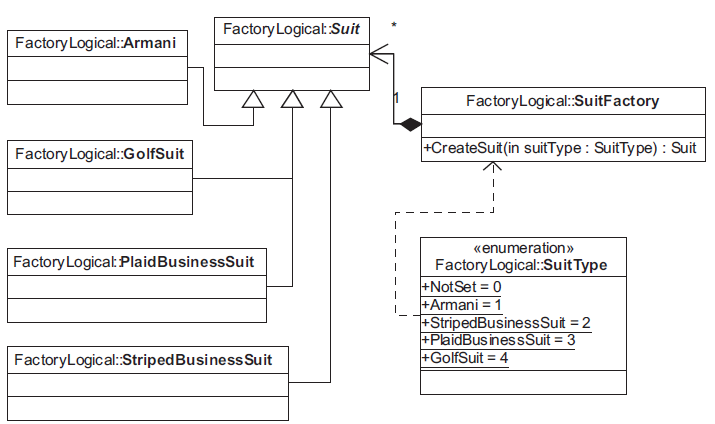 FactoryLogical::Armani
FactoryLogical::Suit
*
1
FactoryLogical::SuitFactory
+CreateSuit(in suitType : SuitType) : Suit
FactoryLogical::GolfSuit
FactoryLogical::PlaidBusinessSuit
FactoryLogical::StripedBusinessSuit
«enumeration»
FactoryLogical::SuitType
+NotSet = 0
+Armani = 1
+StripedBusinessSuit = 2
+PlaidBusinessSuit = 3
+GolfSuit = 4